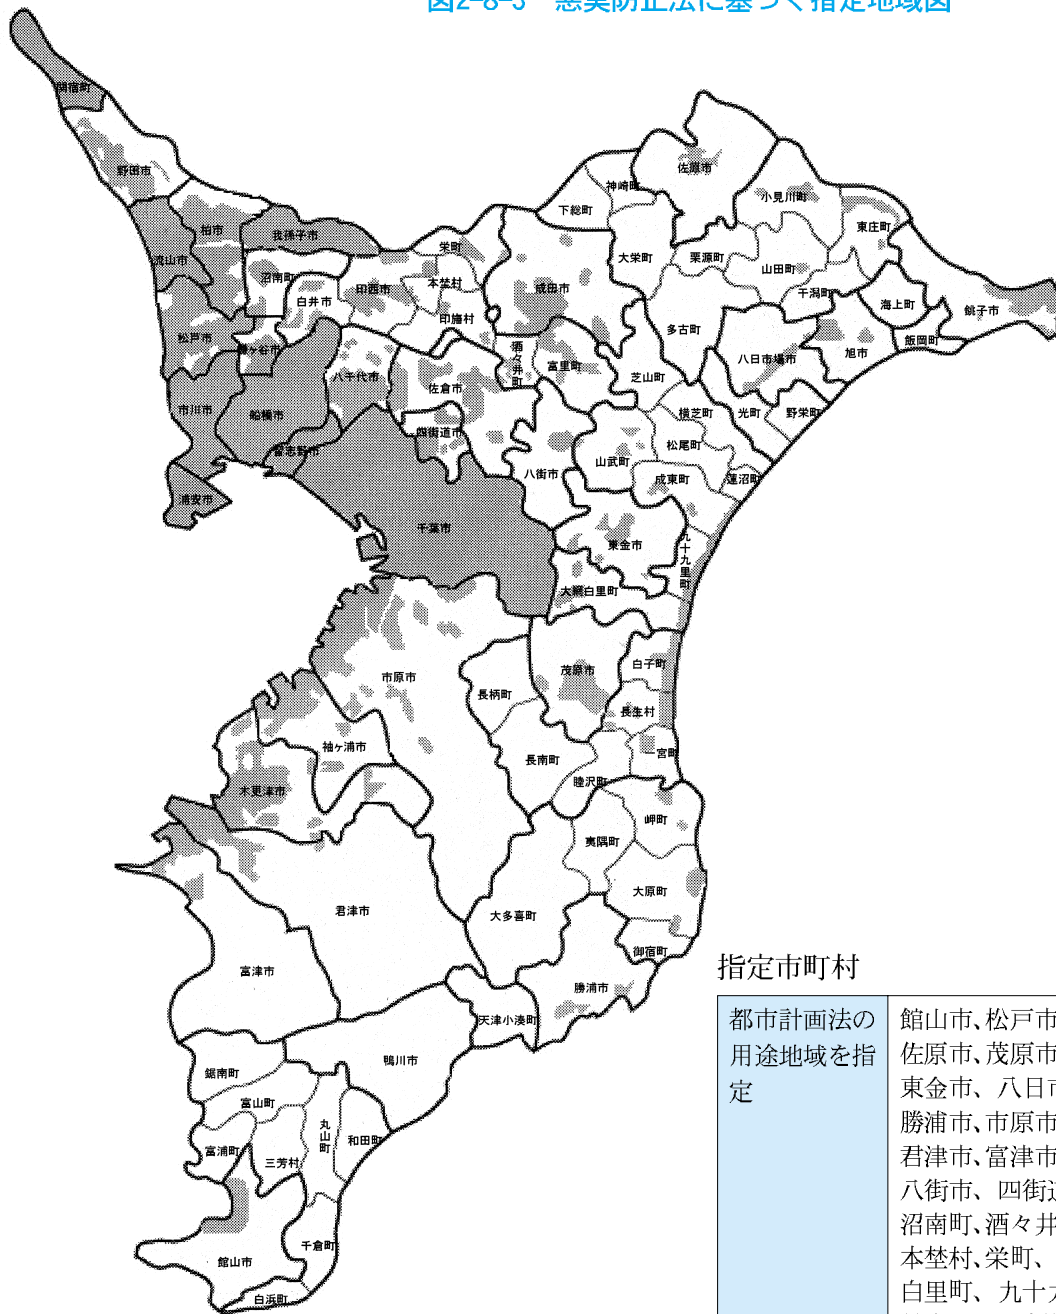 図2-8-3 悪臭防止法に基づく指定地域図
関宿町
野田市
柏市
我孫子市
流山市
沼南町
白井市
印西市
栄町
本埜村
印旛村
松戸市
鎌ヶ谷市
市川市
船橋市
八千代市
習志野市
浦安市
佐倉市
四街道市
酒々井町
成田市
富里町
下総町
神崎町
佐原市
大栄町
栗源町
小見川町
山田町
東庄町
干潟町
海上町
銚子市
飯岡町
旭市
多古町
八日市場市
芝山町
横芝町
光町
野栄町
松尾町
蓮沼町
成東町
山武町
八街市
千葉市
東金市
九十九里町
大網白里町
市原市
茂原市
白子町
長柄町
長生村
長南町
一宮町
睦沢町
袖ヶ浦市
木更津市
岬町
夷隅町
大原町
大多喜町
御宿町
勝浦市
君津市
富津市
天津小湊町
鴨川市
鋸南町
富山町
富浦町
三芳村
丸山町
和田町
千倉町
館山市
白浜町
指定市町村
都市計画法の
用途地域を指
定
館山市、松戸市
佐原市、茂原市
東金市、八日市
勝浦市、市原市
君津市、富津市
八街市、四街道
沼南町、酒々井
本埜村、栄町、
白里町、九十九